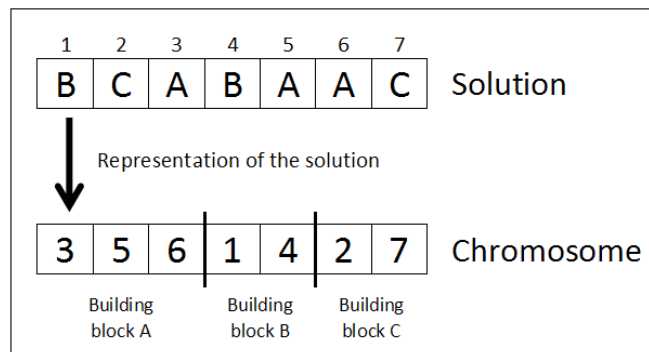 1 2 3 4 5 6 7
B C A B A A C Solution
Representation of the solution
3 5 6 1 4 2 7 Chromosome
Building block A
Building block B
Building block C